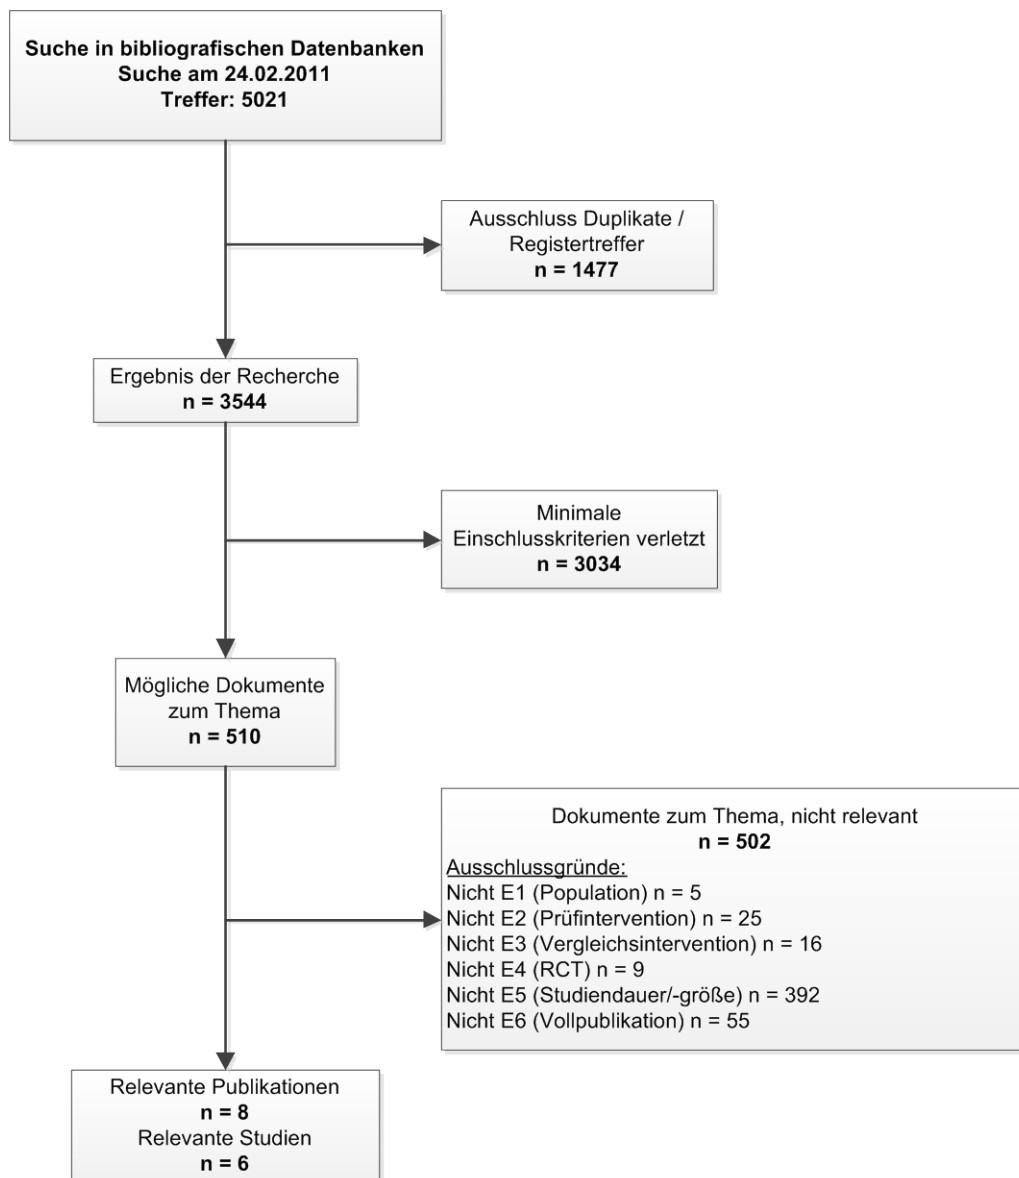 Suche in bibliografischen Datenbanken
Suche am 24.02.2011
Treffer: 5021
Ausschluss Duplikate /
Registertreffer
n = 1477
Ergebnis der Recherche
n = 3544
Minimale
Einschlusskriterien verletzt
n = 3034
Mögliche Dokumente
zum Thema
n = 510
Dokumente zum Thema, nicht relevant
n = 502
Ausschlussgründe:
Nicht E1 (Population) n = 5
Nicht E2 (Prüfintervention) n = 25
Nicht E3 (Vergleichsintervention) n = 16
Nicht E4 (RCT) n = 9
Nicht E5 (Studiendauer/-größe) n = 392
Nicht E6 (Vollpublikation) n = 55
Relevante Publikationen
n = 8
Relevante Studien
n = 6